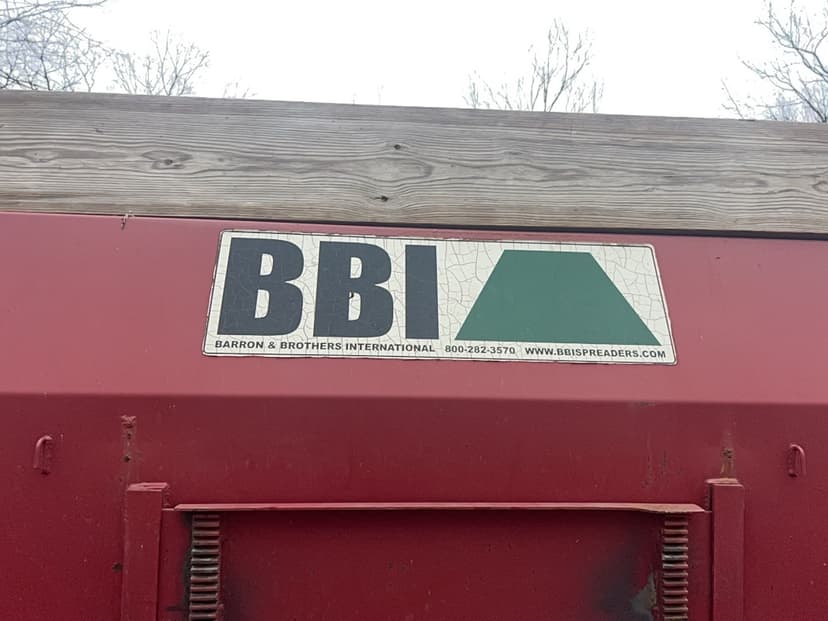 BBI
BARRON & BROTHERS INTERNATIONAL 800-282-3570 WWW.BBISPREADERS.COM